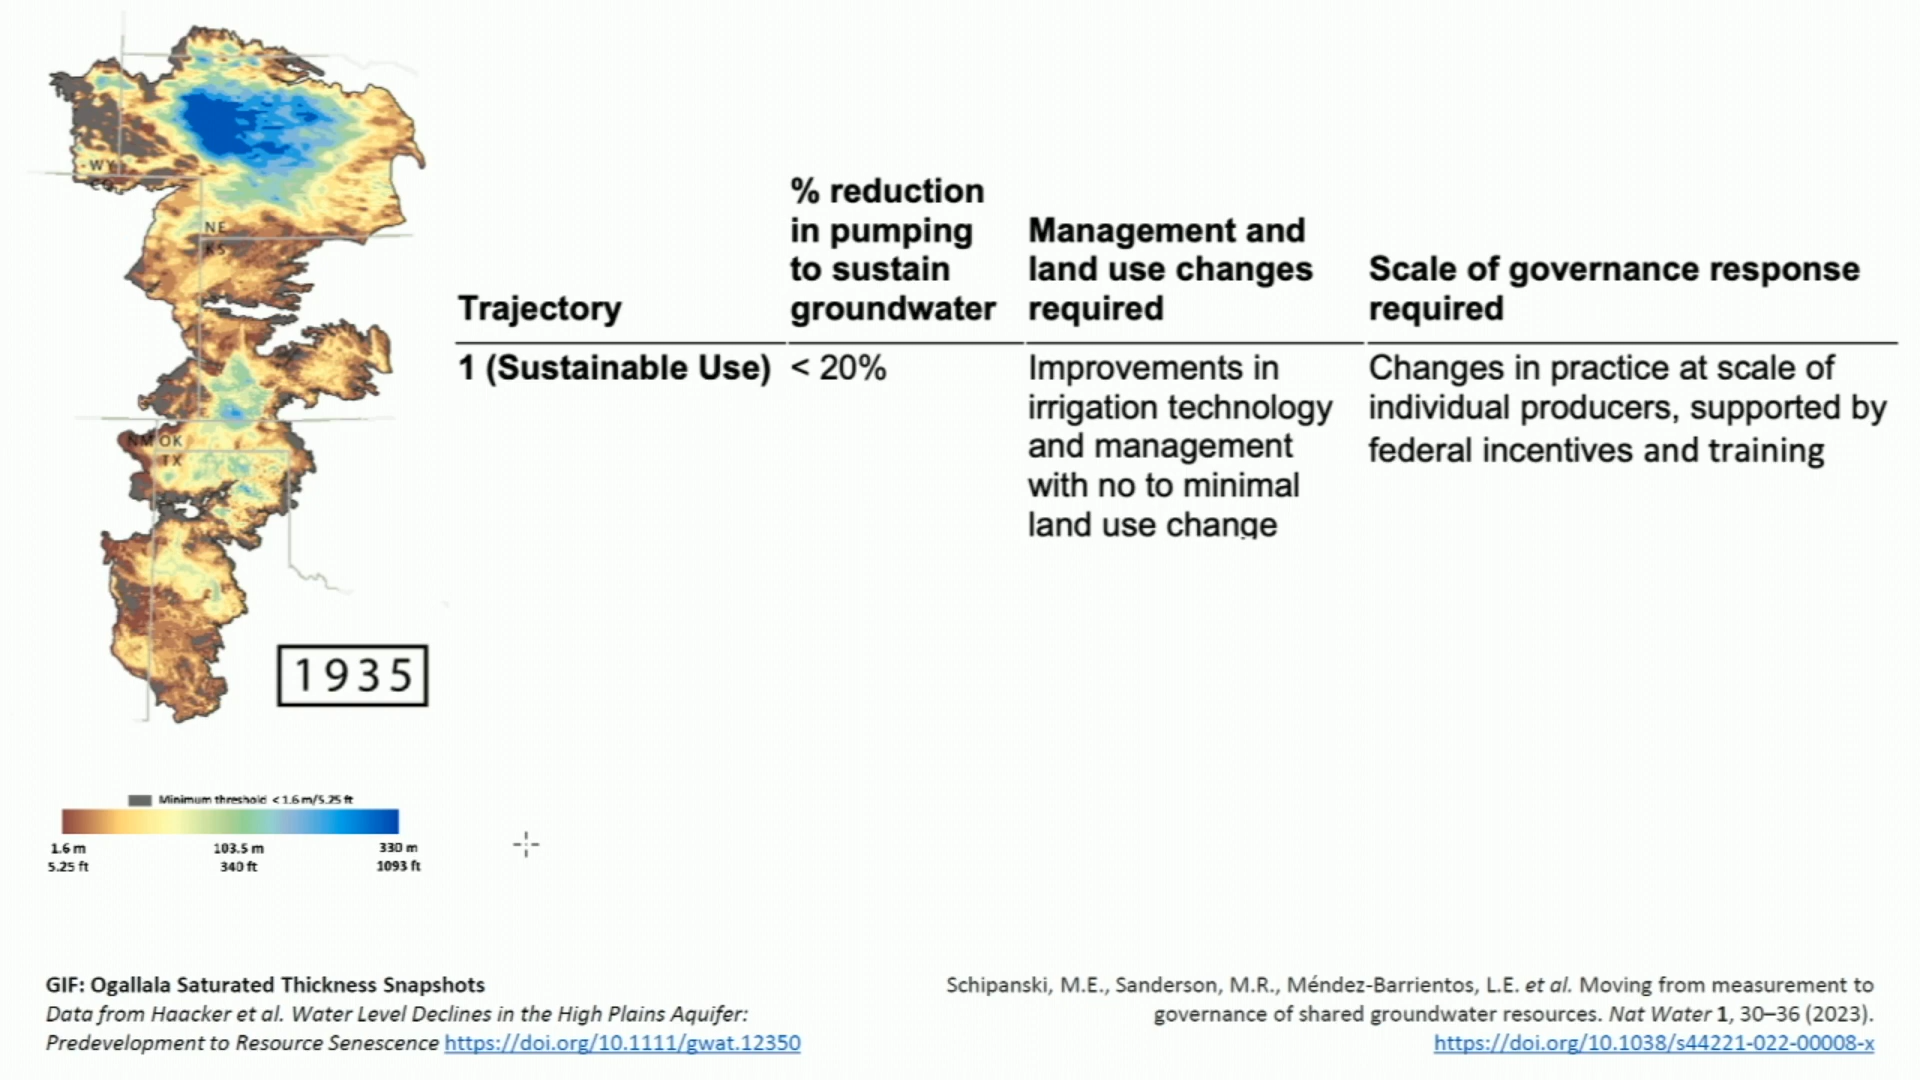 WY
CO
NE
KS
NM OK
TX
1935
Minimum threshold < 1.6 m/5.25 ft
1.6 m 103.5 m 330 m
5.25 ft 340 ft 1093 ft
% reduction
in pumping
to sustain
groundwater
Management and
land use changes
required
Scale of governance response
required
Trajectory
1 (Sustainable Use)
< 20%
Improvements in
irrigation technology
and management
with no to minimal
land use change
Changes in practice at scale of
individual producers, supported by
federal incentives and training
GIF: Ogallala Saturated Thickness Snapshots
Data from Haacker et al. Water Level Declines in the High Plains Aquifer:
Predevelopment to Resource Senescence https://doi.org/10.1111/gwat.12350
Schipanski, M.E., Sanderson, M.R., Méndez-Barrientos, L.E. et al. Moving from measurement to
governance of shared groundwater resources. Nat Water 1, 30–36 (2023).
https://doi.org/10.1038/s44221-022-00008-x